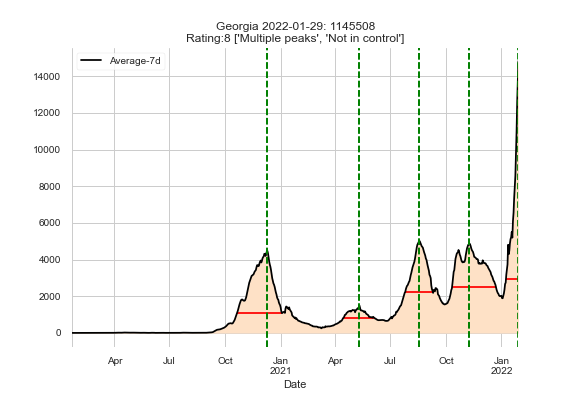 Georgia 2022-01-29: 1145508
Rating:8 ['Multiple peaks', 'Not in control']
Average-7d
14000
12000
10000
8000
6000
4000
2000
0
Apr Jul Oct Jan Apr Jul Oct Jan
2021 2022
Date